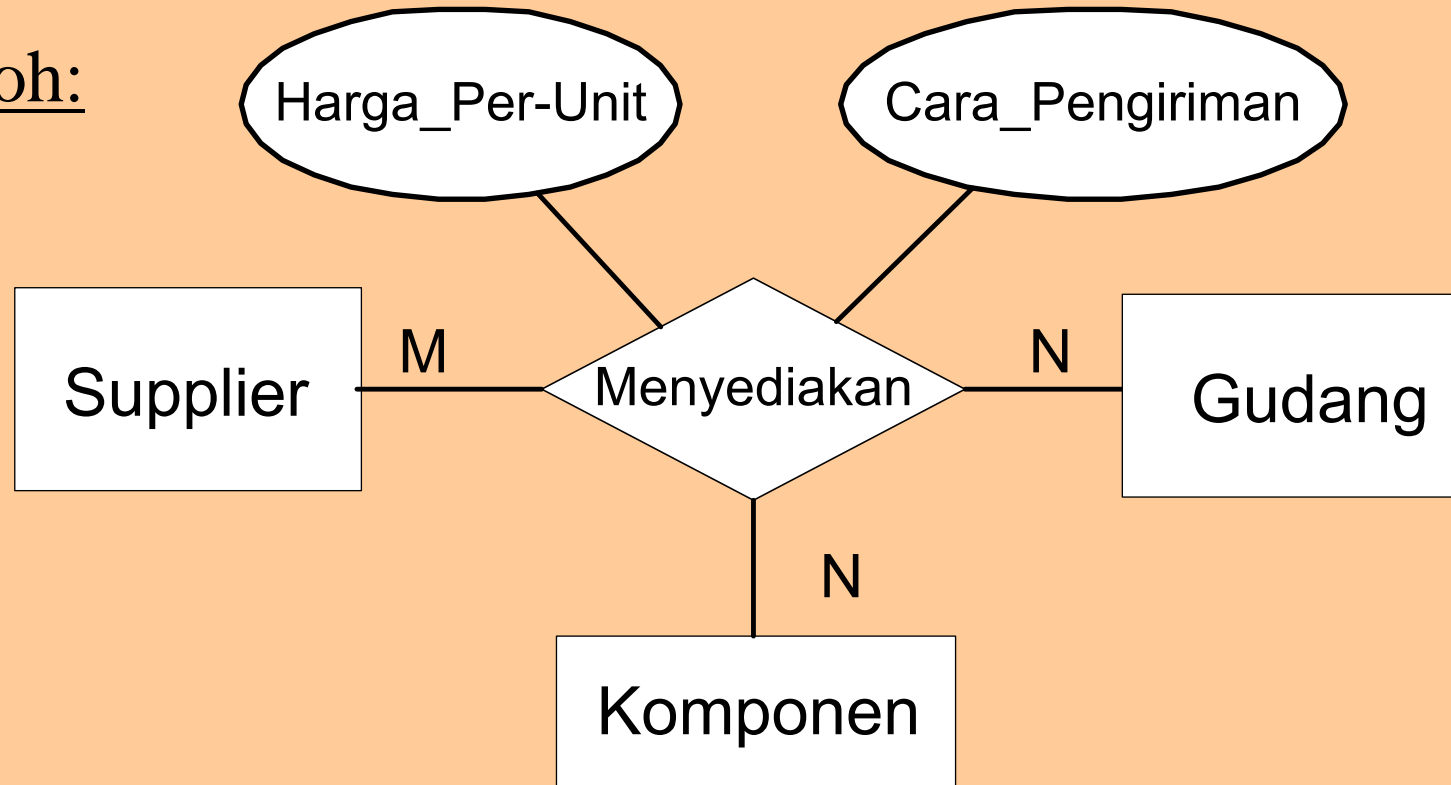 oh:
Harga_Per-Unit
Cara_Pengiriman
Supplier
M
Menyediakan
N
Gudang
N
Komponen